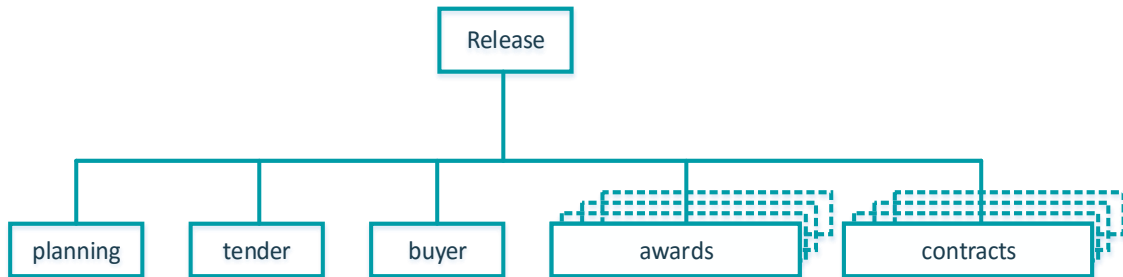 Release
planning
tender
buyer
awards
contracts